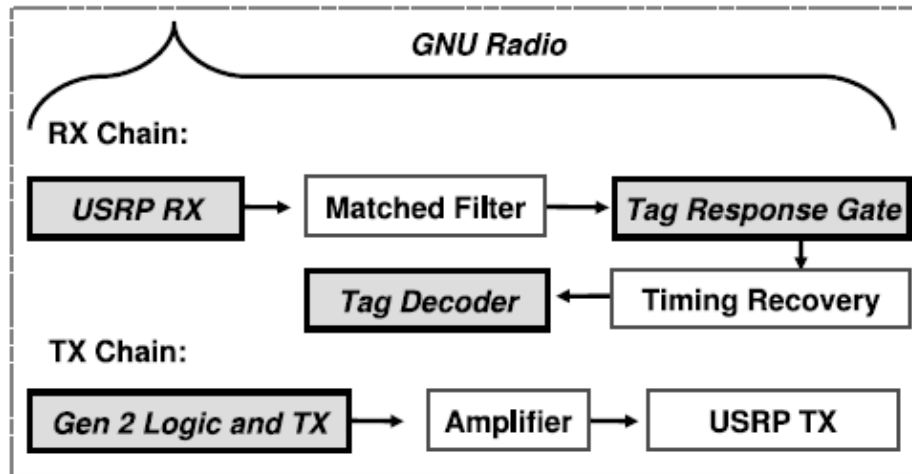 GNU Radio
RX Chain:
USRP RX
Matched Filter
Tag Response Gate
Tag Decoder
Timing Recovery
TX Chain:
Gen 2 Logic and TX
Amplifier
USRP TX